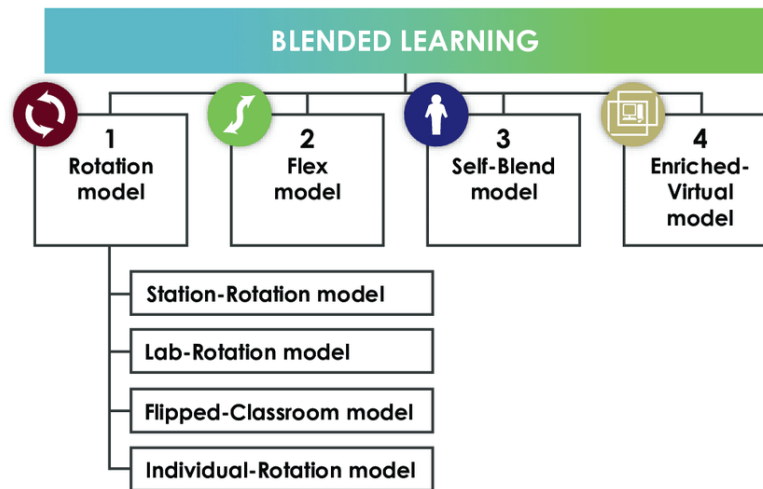 BLENDED LEARNING
1
Rotation
model
2
Flex
model
3
Self-Blend
model
4
Enriched-
Virtual
model
Station-Rotation model
Lab-Rotation model
Flipped-Classroom model
Individual-Rotation model